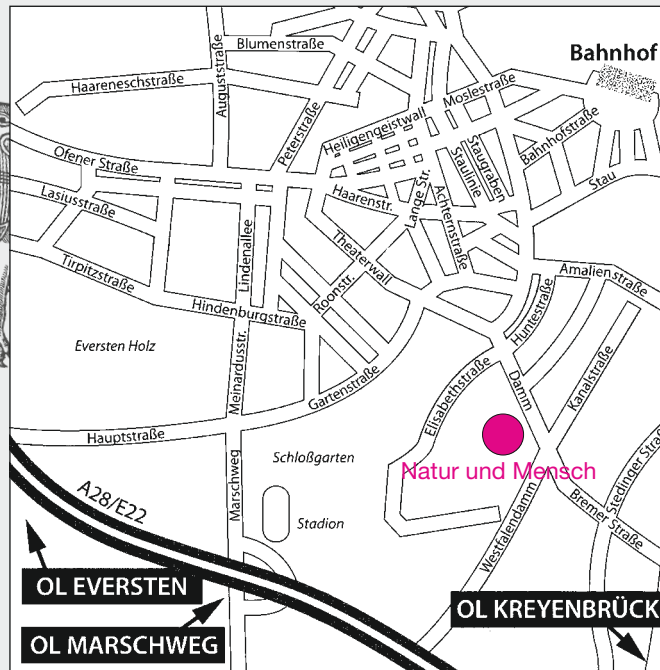 Blumenstraße
Bahnhof
Haareneschstraße
Auguststraße
Moslestraße
Peterstraße
Heiligengeistwall
Bahnhofstraße
Staugraben
Staulinie
Ofener Straße
Stau
Lasiusstraße
Haarenstr.
Lange Str.
Achternstraße
Lindenallee
Theaterwall
Tirpitzstraße
Amalienstraße
Roonstr.
Hindenburgstraße
Huntestraße
Eversten Holz
Meinardusstr.
Gartenstraße
Elisabethstraße
Damm
Kanalstraße
Hauptstraße
Schloßgarten
Natur und Mensch
Marschweg
Stedinger Straß
A28/E22
Stadion
Westfalendamm
Bremer Straße
OL EVERSTEN
OL KREYENBRÜCK
OL MARSCHWEG